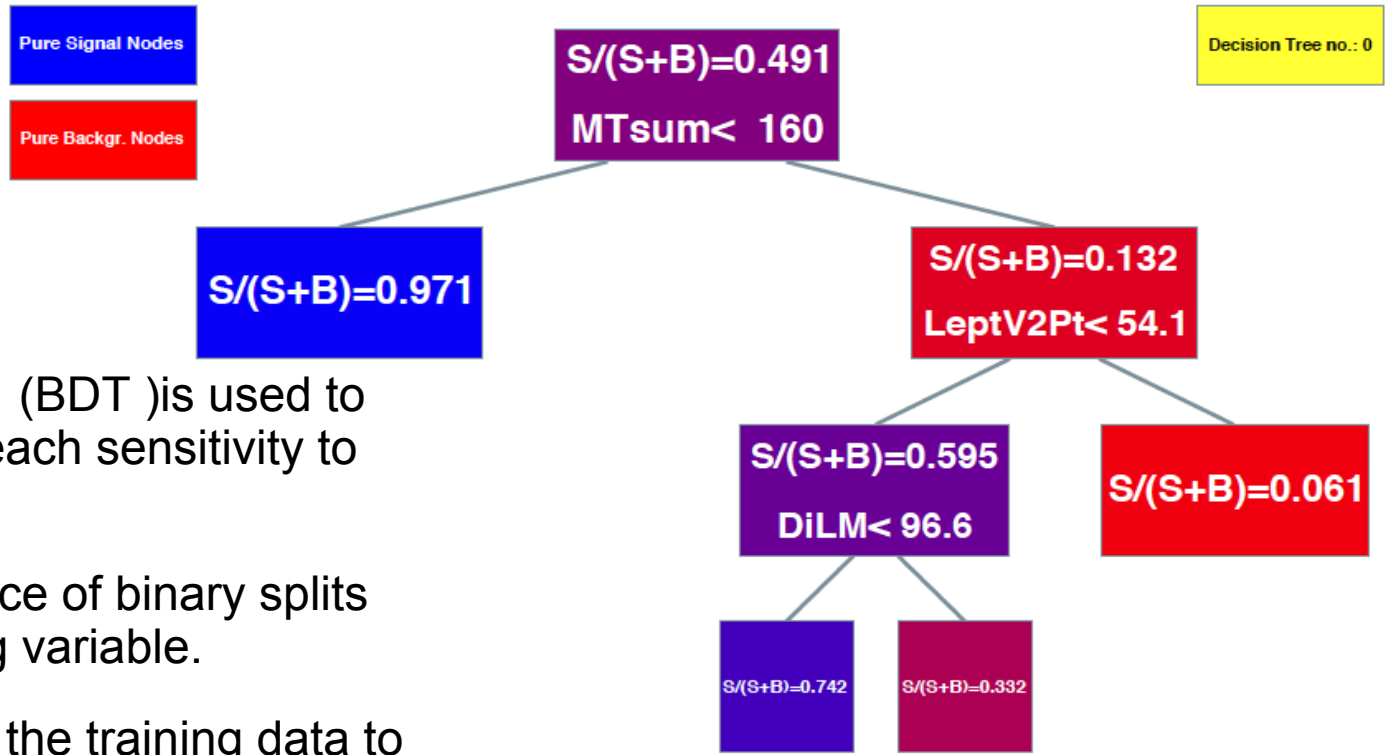 Pure Signal Nodes
Pure Backgr. Nodes
S/(S+B)=0.491
MTsum< 160
Decision Tree no.: 0
S/(S+B)=0.971
S/(S+B)=0.132
LeptV2Pt< 54.1
(BDT )is used to
each sensitivity to
S/(S+B)=0.595
DiLM< 96.6
S/(S+B)=0.061
ce of binary splits
variable.
S/(S+B)=0.742
S/(S+B)=0.332
the training data to